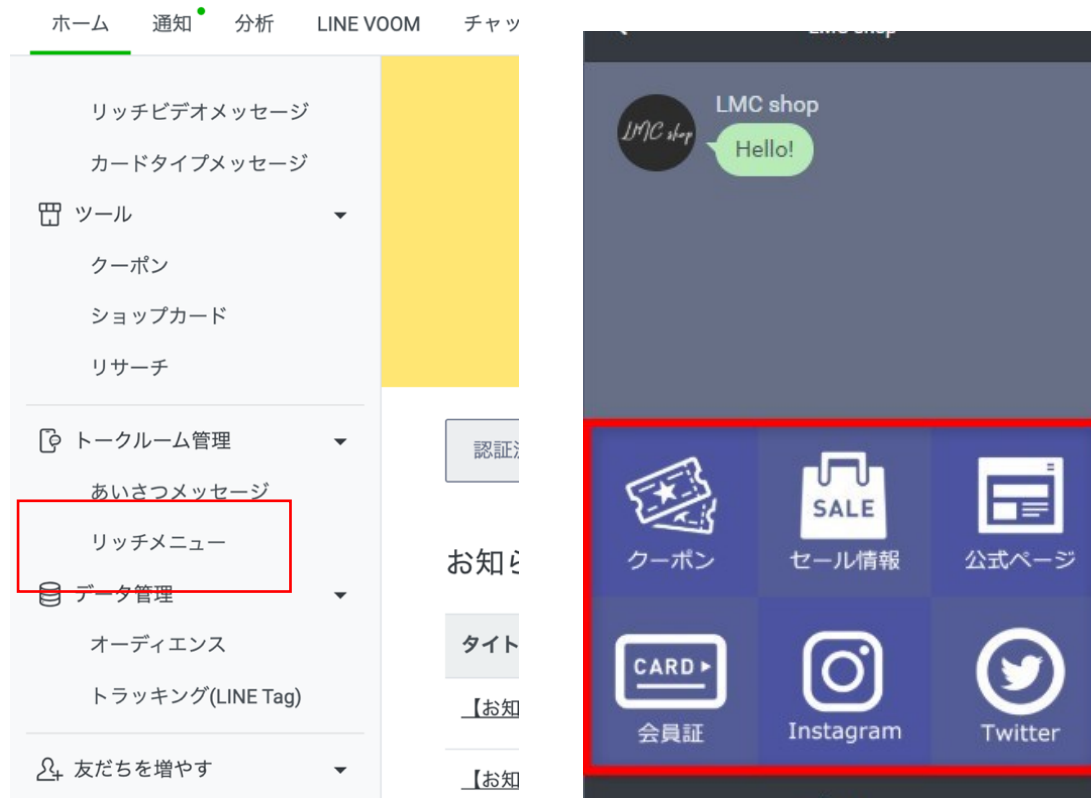 ホーム 通知 分析 LINE VOOM チャッ
リッチビデオメッセージ
カードタイプメッセージ
ツール
クーポン
ショップカード
リサーチ
トークルーム管理
あいさつメッセージ
リッチメニュー
データ管理
オーディエンス
トラッキング(LINE Tag)
友だちを増やす
認証
お知ら
タイト
【お知
【お知
LMC shop
LMC shop
LMC shop
Hello!
クーポン
SALE
セール情報
公式ページ
CARD
会員証
Instagram
Twitter